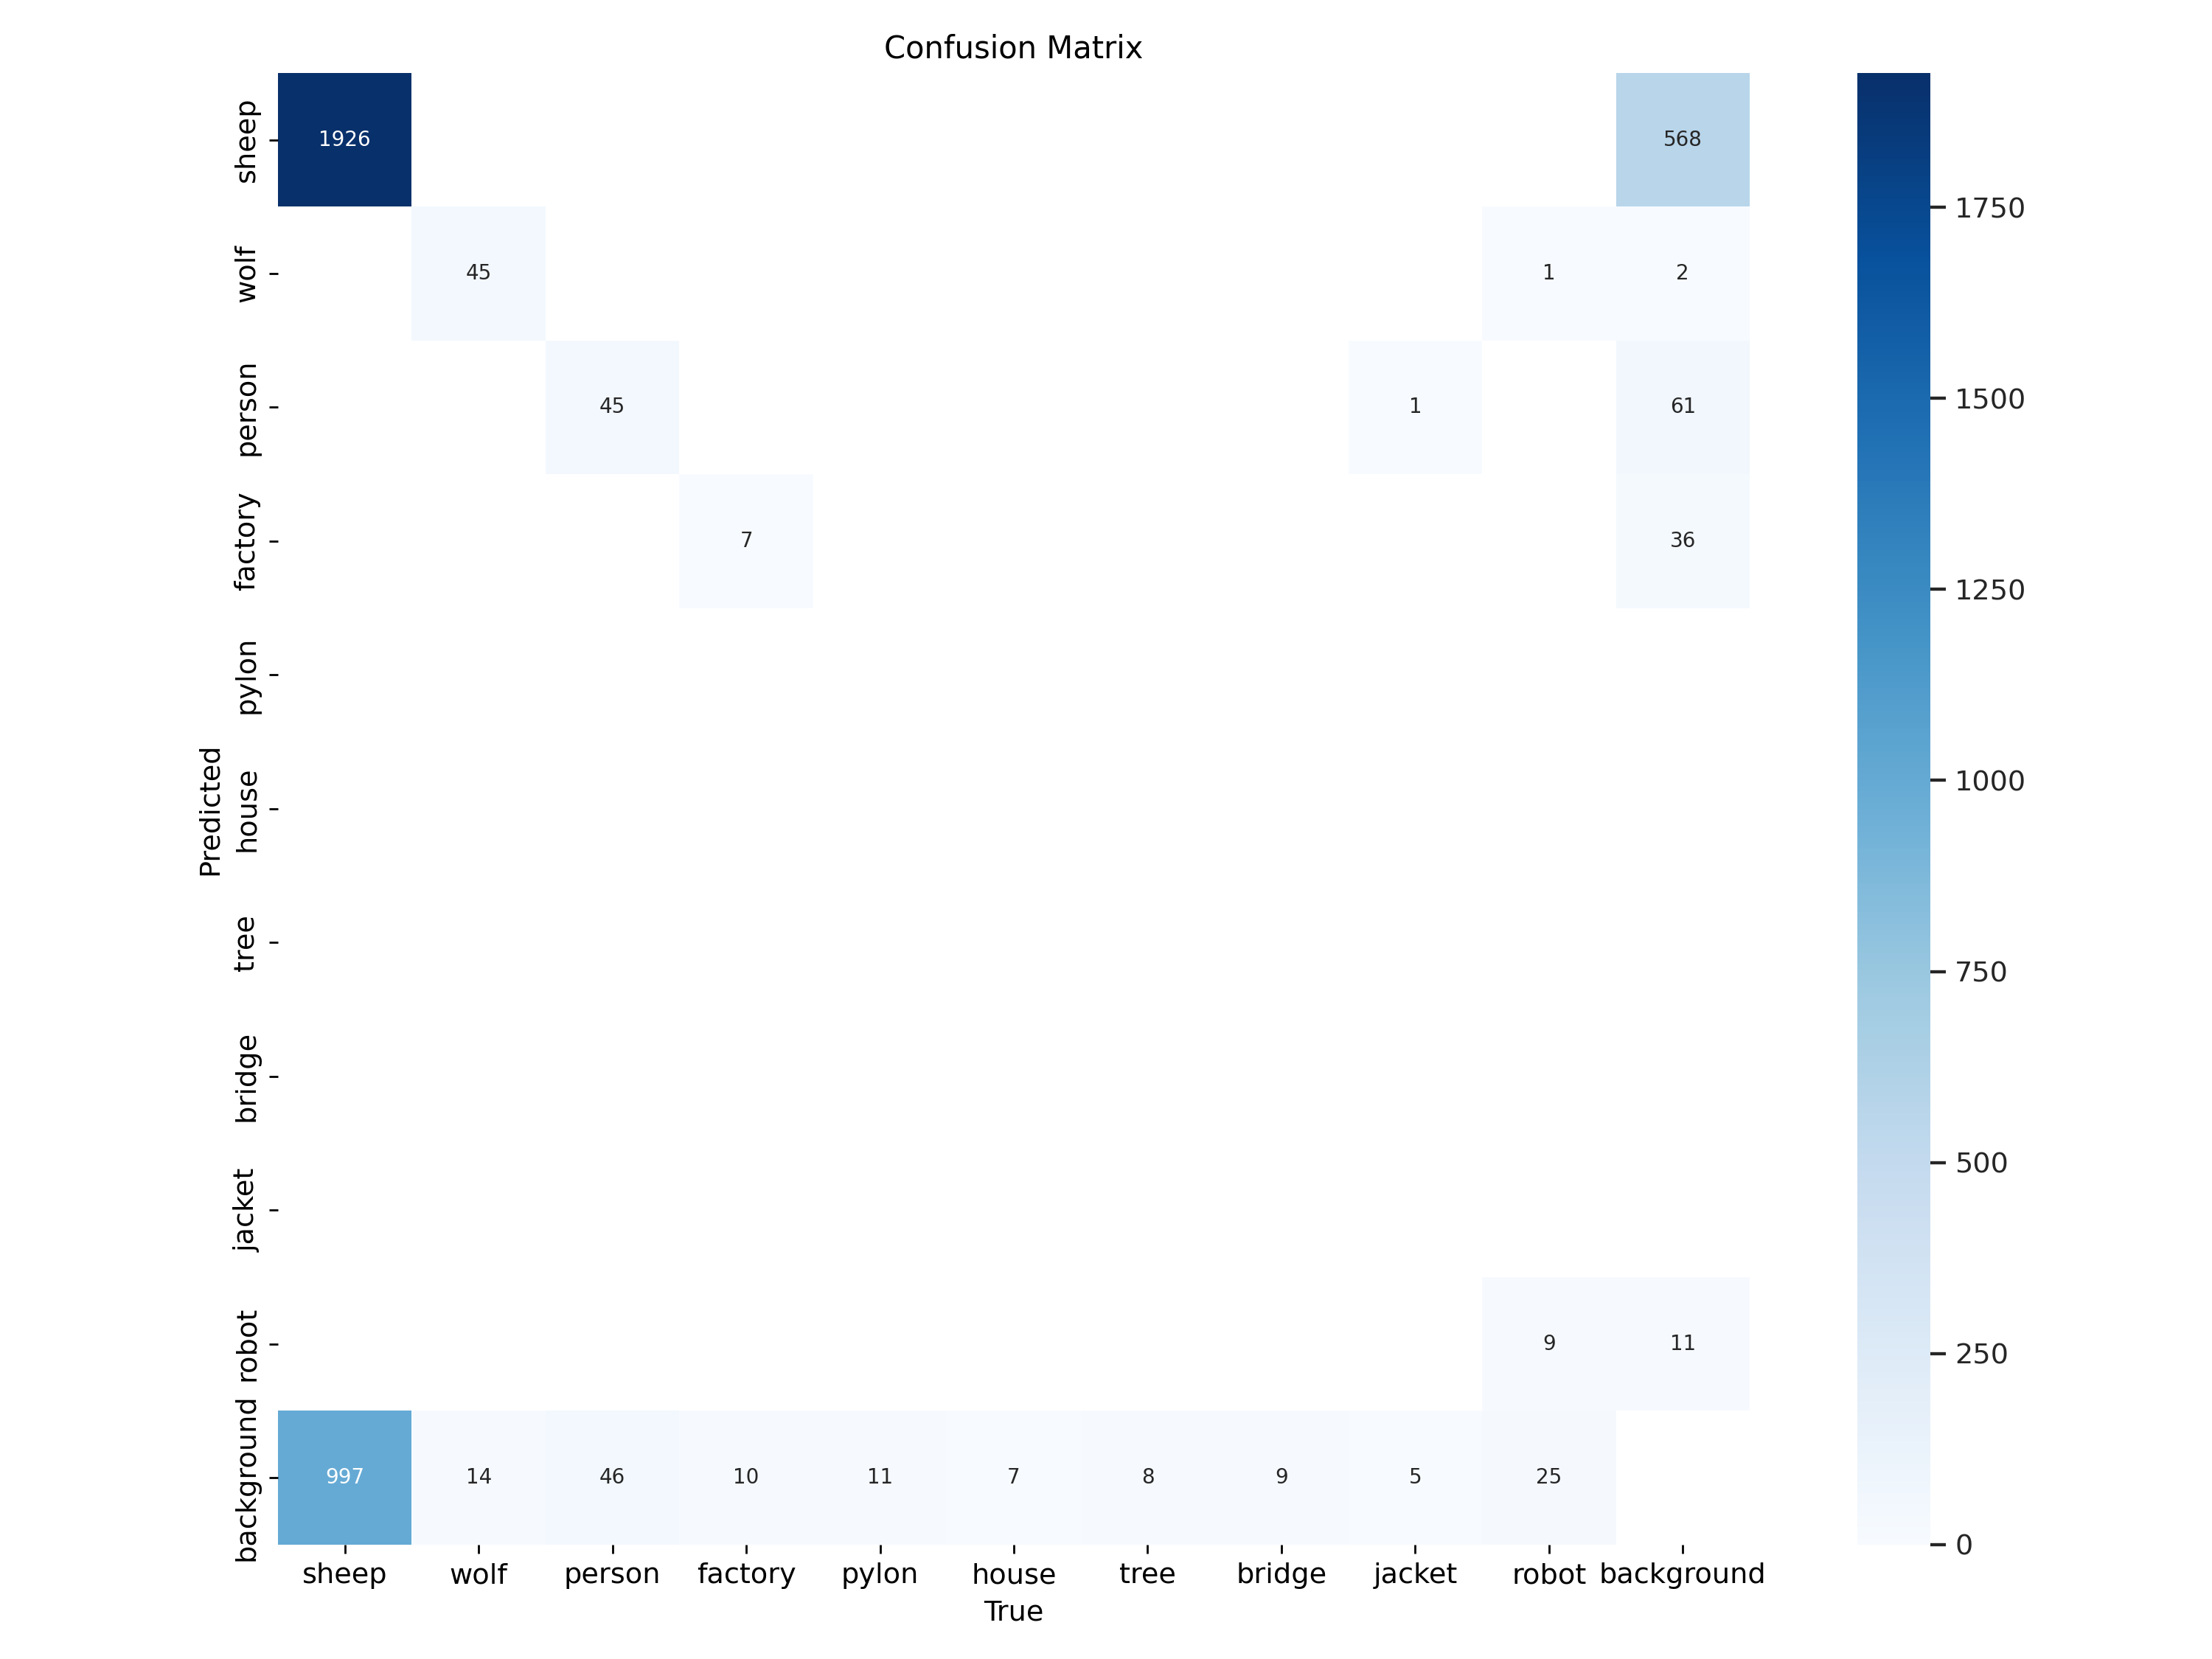 Confusion Matrix
sheep
1926
568
wolf
45
1
2
person
45
1
61
factory
7
36
pylon
house
tree
bridge
jacket
robot
9
11
background
997
14
46
10
11
7
8
9
5
25
Predicted
sheep wolf person factory pylon house tree bridge jacket robot background
True
1750
1500
1250
1000
750
500
250
0